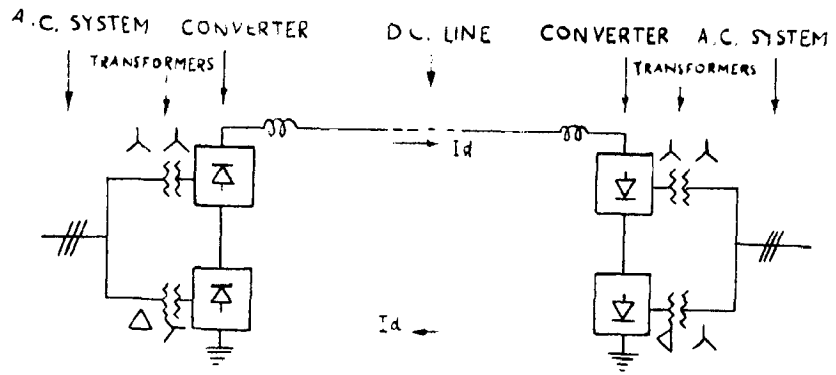 A.C. SYSTEM CONVERTER D.C. LINE CONVERTER A.C. SYSTEM
TRANSFORMERS TRANSFORMERS
Id
Id